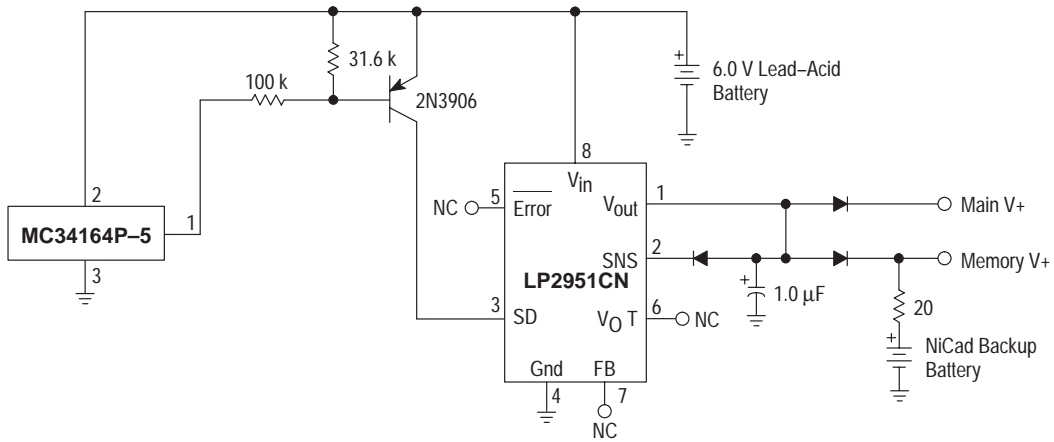 31.6 k
100 k
2N3906
6.0 V Lead–Acid
Battery
8
Vin
2
1
MC34164P–5
3
NC
5
Error
Vout
1
Main V+
SNS
2
Memory V+
LP2951CN
1.0 μF
3
SD
VO T
6
NC
20
NiCad Backup
Battery
Gnd
FB
4
7
NC